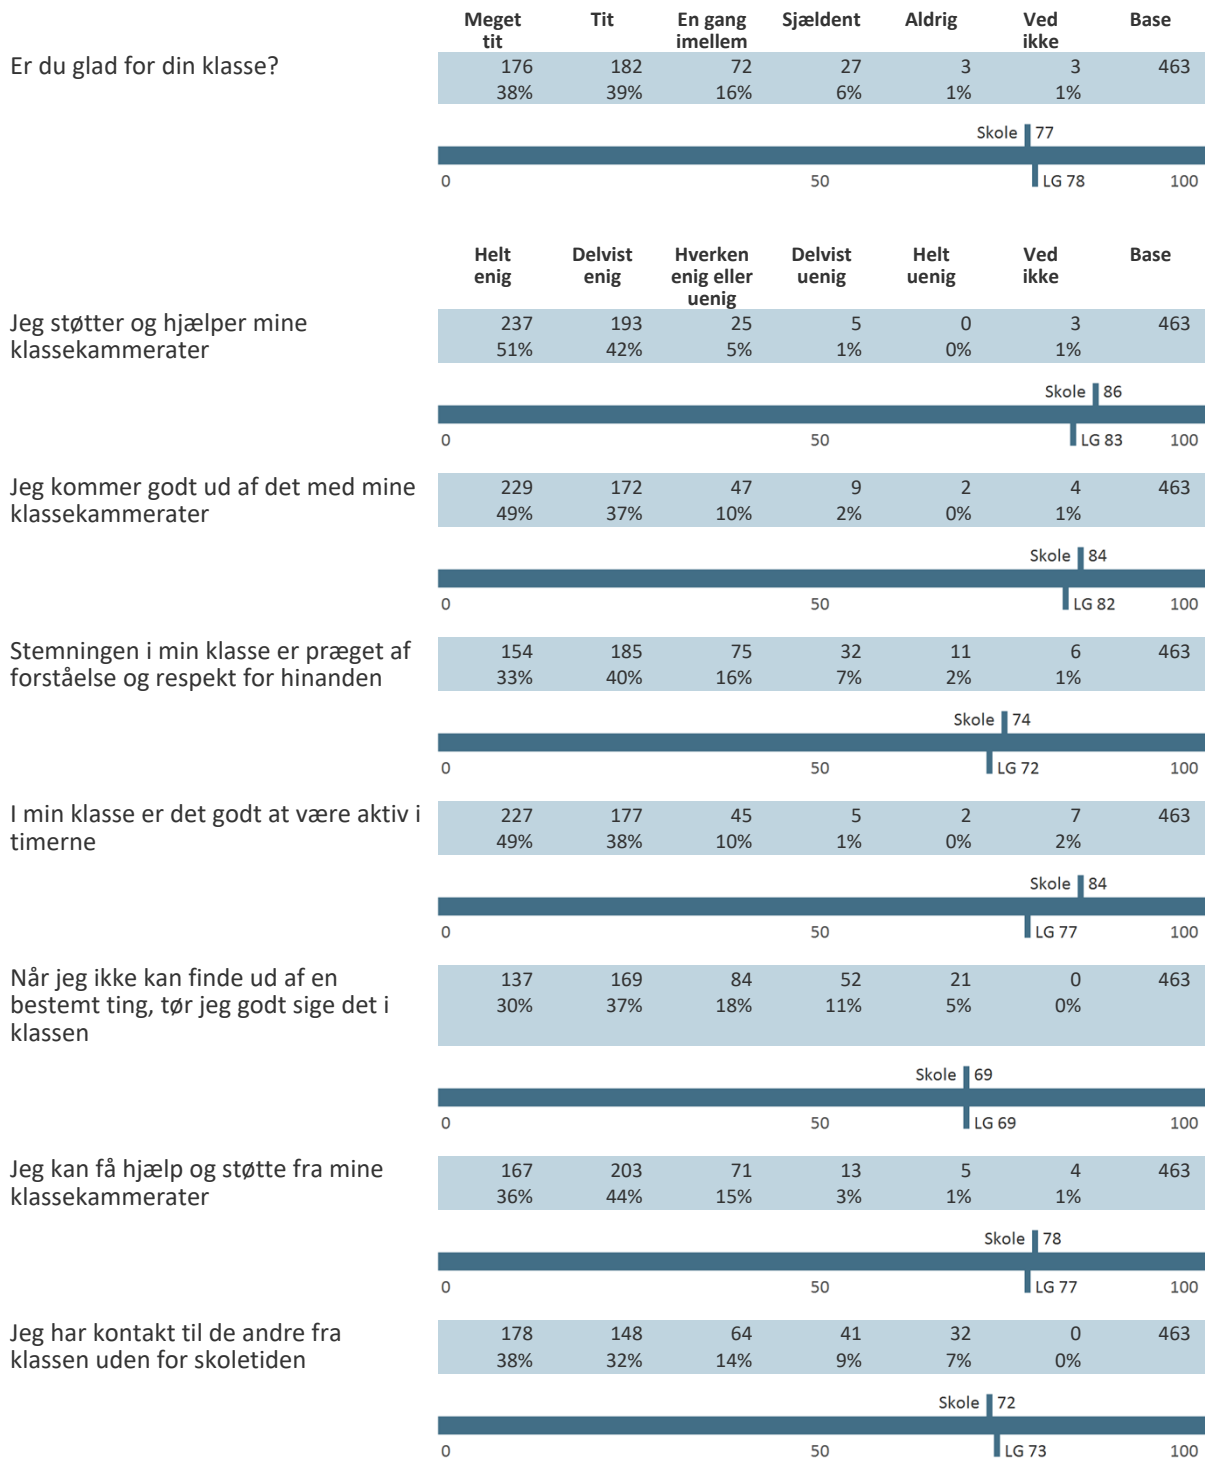 Meget tit Tit En gang imellem Sjældent Aldrig Ved ikke Base
Er du glad for din klasse? 176 182 72 27 3 3 463
38% 39% 16% 6% 1% 1%
Skole 77
0 50 LG 78 100
Helt enig Delvist enig Hverken enig eller uenig Delvist uenig Helt uenig Ved ikke Base
Jeg støtter og hjælper mine 237 193 25 5 0 3 463
klassekammerater 51% 42% 5% 1% 0% 1%
Skole 86
0 50 LG 83 100
Jeg kommer godt ud af det med mine 229 172 47 9 2 4 463
klassekammerater 49% 37% 10% 2% 0% 1%
Skole 84
0 50 LG 82 100
Stemningen i min klasse er præget af 154 185 75 32 11 6 463
forståelse og respekt for hinanden 33% 40% 16% 7% 2% 1%
Skole 74
0 50 LG 72 100
I min klasse er det godt at være aktiv i 227 177 45 5 2 7 463
timerne 49% 38% 10% 1% 0% 2%
Skole 84
0 50 LG 77 100
Når jeg ikke kan finde ud af en 137 169 84 52 21 0 463
bestemt ting, tør jeg godt sige det i 30% 37% 18% 11% 5% 0%
klassen
Skole 69
0 50 LG 69 100
Jeg kan få hjælp og støtte fra mine 167 203 71 13 5 4 463
klassekammerater 36% 44% 15% 3% 1% 1%
Skole 78
0 50 LG 77 100
Jeg har kontakt til de andre fra 178 148 64 41 32 0 463
klassen uden for skoletiden 38% 32% 14% 9% 7% 0%
Skole 72
0 50 LG 73 100